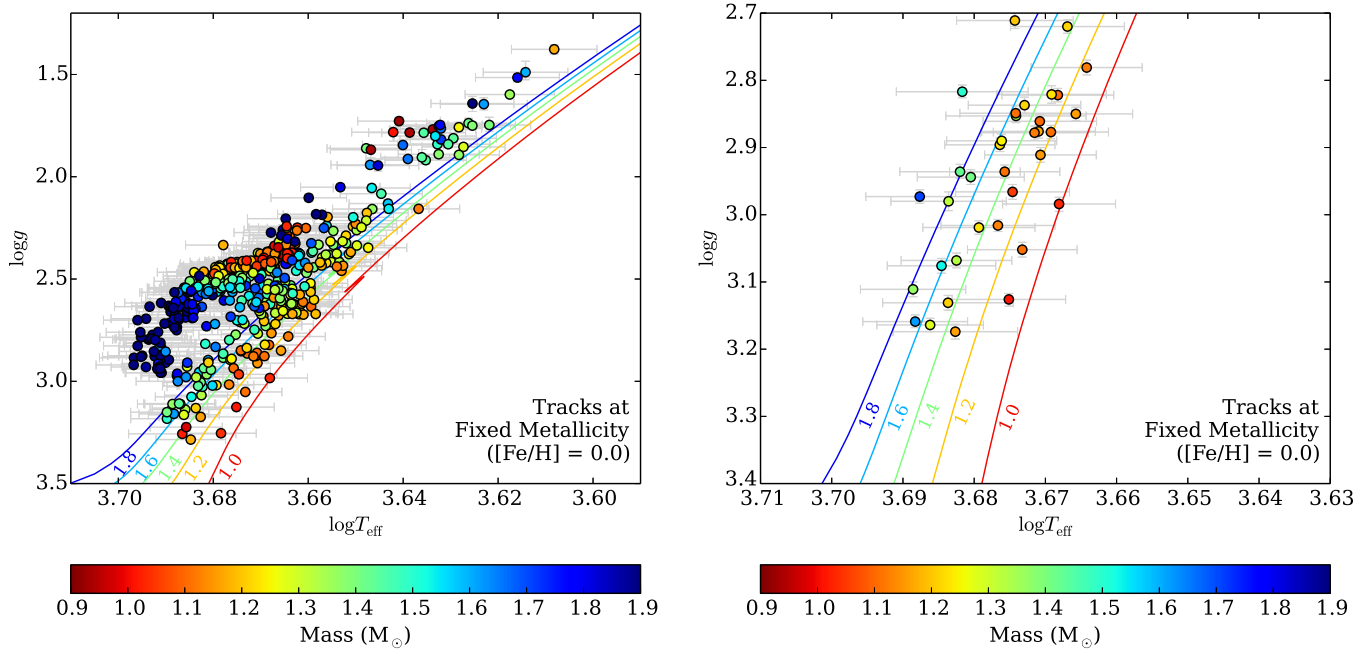 1.5
2.0
2.5
3.0
3.5
log g
3.70 3.68 3.66 3.64 3.62 3.60
log T_eff
1.8 1.6 1.4 1.2 1.0
Tracks at
Fixed Metallicity
([Fe/H] = 0.0)
0.9 1.0 1.1 1.2 1.3 1.4 1.5 1.6 1.7 1.8 1.9
Mass (M☉)
2.7
2.8
2.9
3.0
3.1
3.2
3.3
3.4
log g
3.71 3.70 3.69 3.68 3.67 3.66 3.65 3.64 3.63
log T_eff
1.8 1.6 1.4 1.2 1.0
Tracks at
Fixed Metallicity
([Fe/H] = 0.0)
0.9 1.0 1.1 1.2 1.3 1.4 1.5 1.6 1.7 1.8 1.9
Mass (M☉)